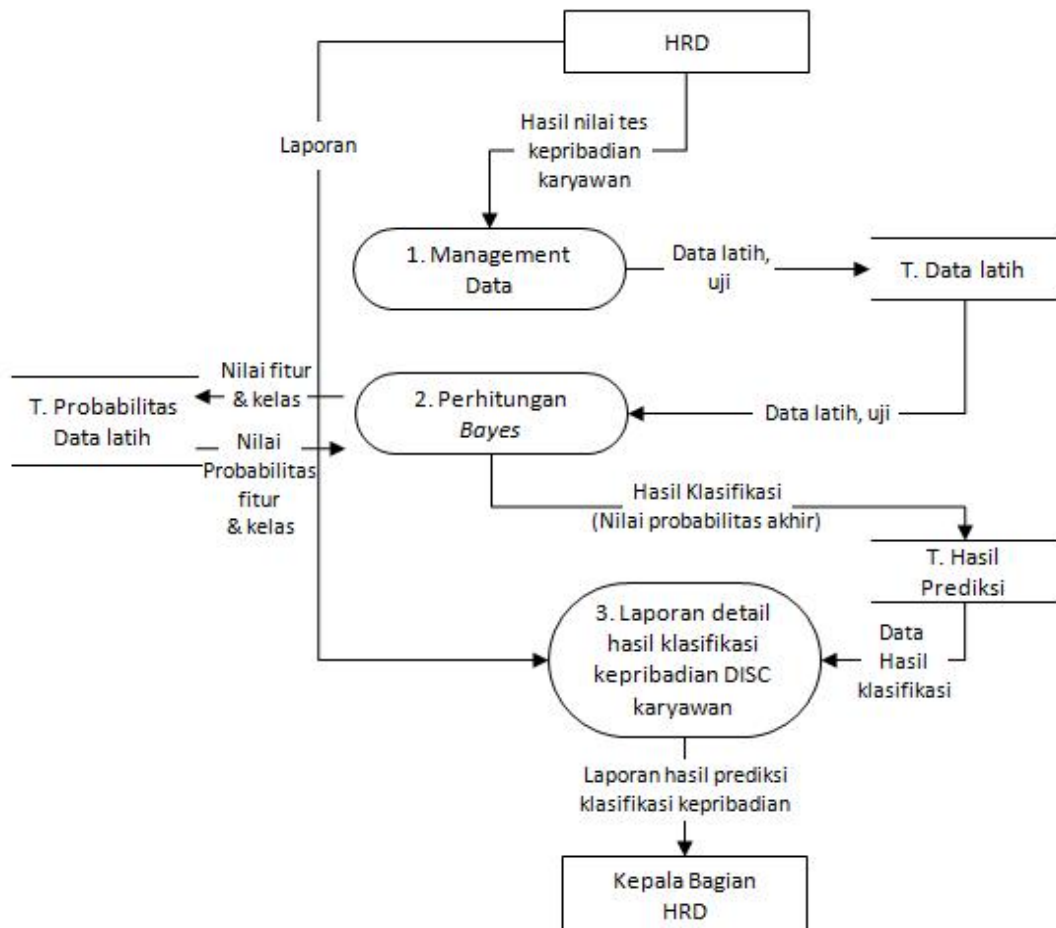 HRD
Laporan
Hasil nilai tes
kepribadian
karyawan
1. Management
Data
Data latih,
uji
T. Data latih
Nilai fitur
& kelas
T. Probabilitas
Data latih
Nilai
Probabilitas
fitur
& kelas
2. Perhitungan
Bayes
Data latih, uji
Hasil Klasifikasi
(Nilai probabilitas akhir)
T. Hasil
Prediksi
3. Laporan detail
hasil klasifikasi
kepribadian DISC
karyawan
Data
Hasil
klasifikasi
Laporan hasil prediksi
klasifikasi kepribadian
Kepala Bagian
HRD